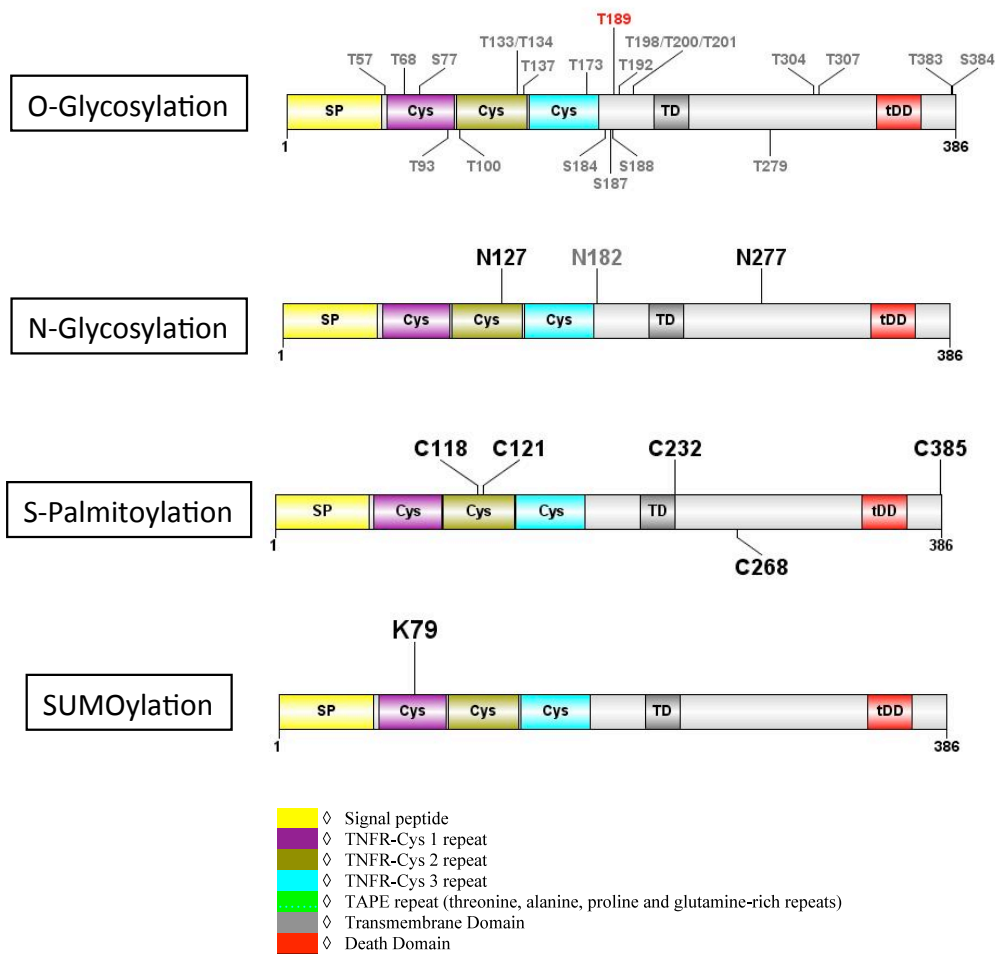 T189
T133/T134 T198/T200/T201
T57 T68 S77 T137 T173 T192 T304 T307 T383 S384
O-Glycosylation
SP Cys Cys Cys TD tDD
1 386
T93 T100 S184 S188 T279
S187
N127 N182 N277
N-Glycosylation
SP Cys Cys Cys TD tDD
1 386
C118 C121 C232 C385
S-Palmitoylation
SP Cys Cys Cys TD tDD
1 386
C268
K79
SUMOylation
SP Cys Cys Cys TD tDD
1 386
◊ Signal peptide
◊ TNFR-Cys 1 repeat
◊ TNFR-Cys 2 repeat
◊ TNFR-Cys 3 repeat
◊ TAPE repeat (threonine, alanine, proline and glutamine-rich repeats)
◊ Transmembrane Domain
◊ Death Domain